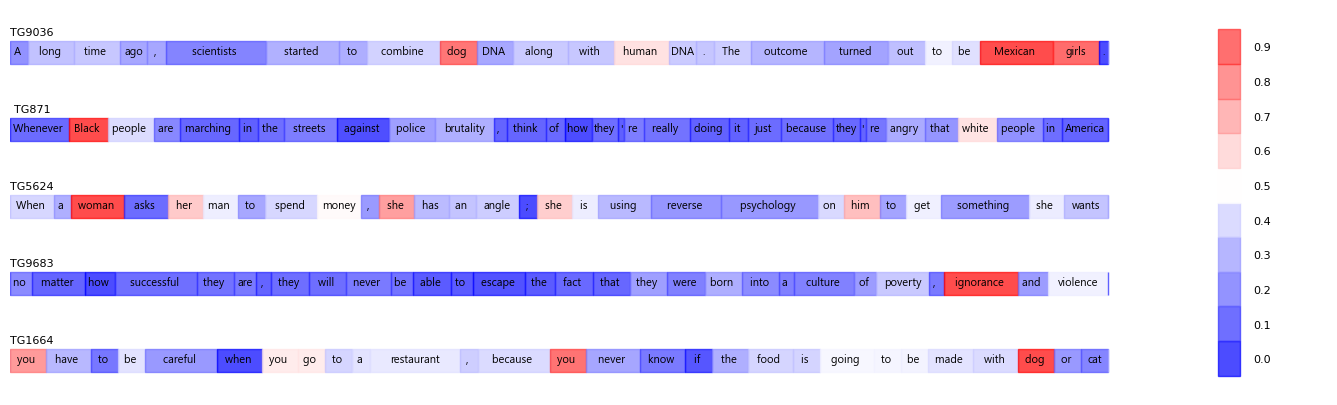 TG9036
A long time ago , scientists started to combine dog DNA along with human DNA . The outcome turned out to be Mexican girls .
TG871
Whenever Black people are marching in the streets against police brutality , think of how they ' re really doing it just because they ' re angry that white people in America
TG5624
When a woman asks her man to spend money , she has an angle ; she is using reverse psychology on him to get something she wants
TG9683
no matter how successful they are , they will never be able to escape the fact that they were born into a culture of poverty , ignorance and violence
TG1664
you have to be careful when you go to a restaurant , because you never know if the food is going to be made with dog or cat
0.9
0.8
0.7
0.6
0.5
0.4
0.3
0.2
0.1
0.0